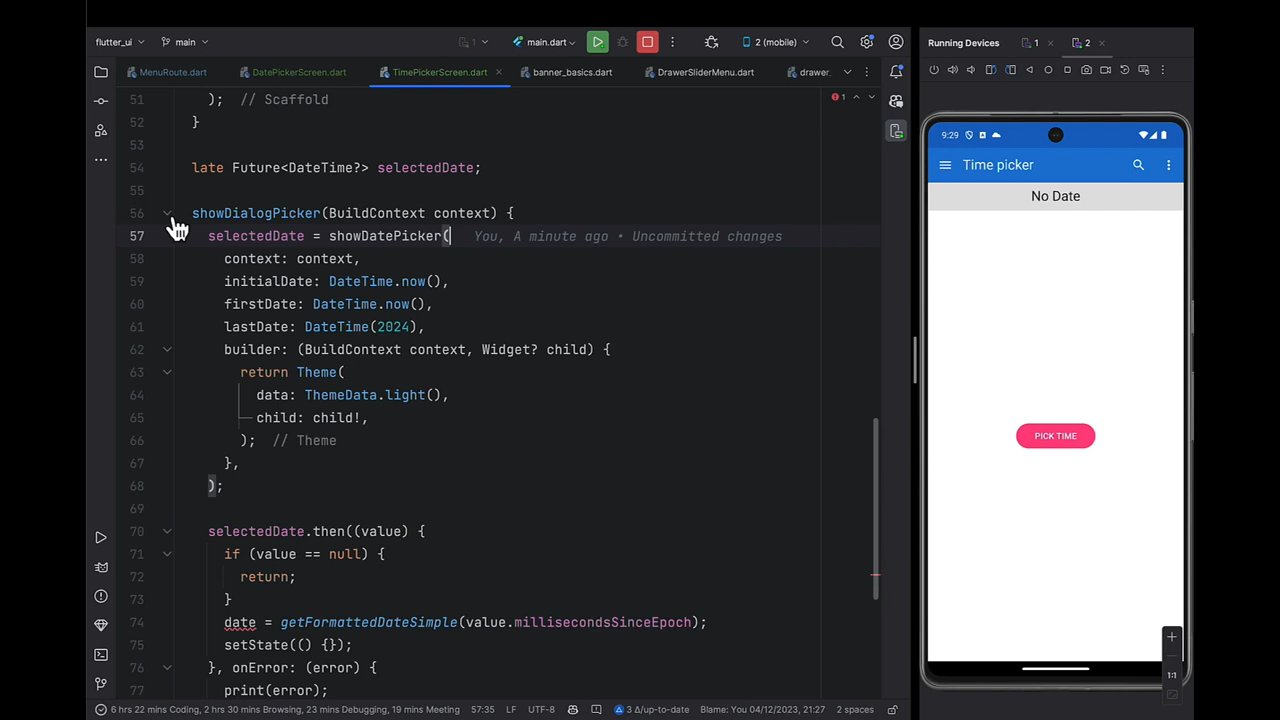 flutter_ui
main
1
main.dart
2 (mobile)
Running Devices
1
2
MenuRoute.dart
DatePickerScreen.dart
TimePickerScreen.dart
banner_basics.dart
DrawerSliderMenu.dart
drawer_
51 ); // Scaffold
1
52 }
53
54 late Future<DateTime?> selectedDate;
55
56 showDialogPicker(BuildContext context) {
57 selectedDate = showDatePicker( You, A minute ago • Uncommitted changes
58 context: context,
59 initialDate: DateTime.now(),
60 firstDate: DateTime.now(),
61 lastDate: DateTime(2024),
62 builder: (BuildContext context, Widget? child) {
63 return Theme(
64 data: ThemeData.light(),
65 child: child!,
66 ); // Theme
67 },
68 );
69
70 selectedDate.then((value) {
71 if (value == null) {
72 return;
73 }
74 date = getFormattedDateSimple(value.millisecondsSinceEpoch);
75 setState(() {});
76 }, onError: (error) {
77 print(error);
6 hrs 22 mins Coding, 2 hrs 30 mins Browsing, 23 mins Debugging, 19 mins Meeting
57:35
LF
UTF-8
3 Δ/up-to-date
Blame: You 04/12/2023, 21:27
2 spaces
9:29
Time picker
No Date
PICK TIME
1:1